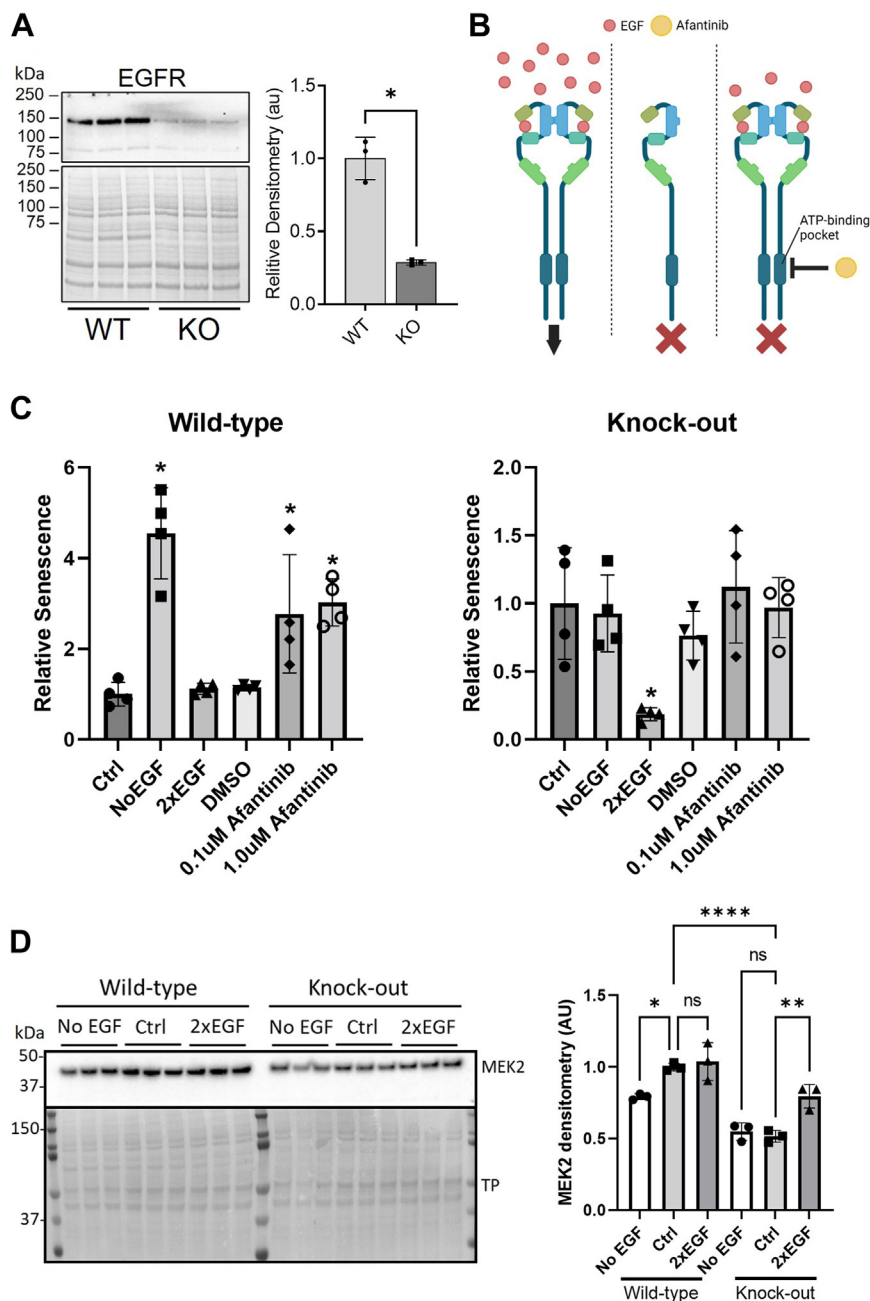 A
kDa
EGFR
250
150
100
75
250
150
100
75
WT KO
Relitive Densitometry (au)
1.5
1.0
0.5
0.0
*
WT
KO
B
EGF Afantinib
ATP-binding
pocket
C
Wild-type
Relative Senescence
6
4
2
0
*
*
*
Ctrl
NoEGF
2xEGF
DMSO
0.1uM Afantinib
1.0uM Afantinib
Knock-out
Relative Senescence
2.0
1.5
1.0
0.5
0.0
*
Ctrl
NoEGF
2xEGF
DMSO
0.1uM Afantinib
1.0uM Afantinib
D
Wild-type Knock-out
No EGF Ctrl 2xEGF No EGF Ctrl 2xEGF
kDa
50
37
MEK2
150
37
TP
MEK2 densitometry (AU)
1.5
1.0
0.5
0.0
****
ns
* ns **
No EGF
Ctrl
2xEGF
No EGF
Ctrl
2xEGF
Wild-type Knock-out